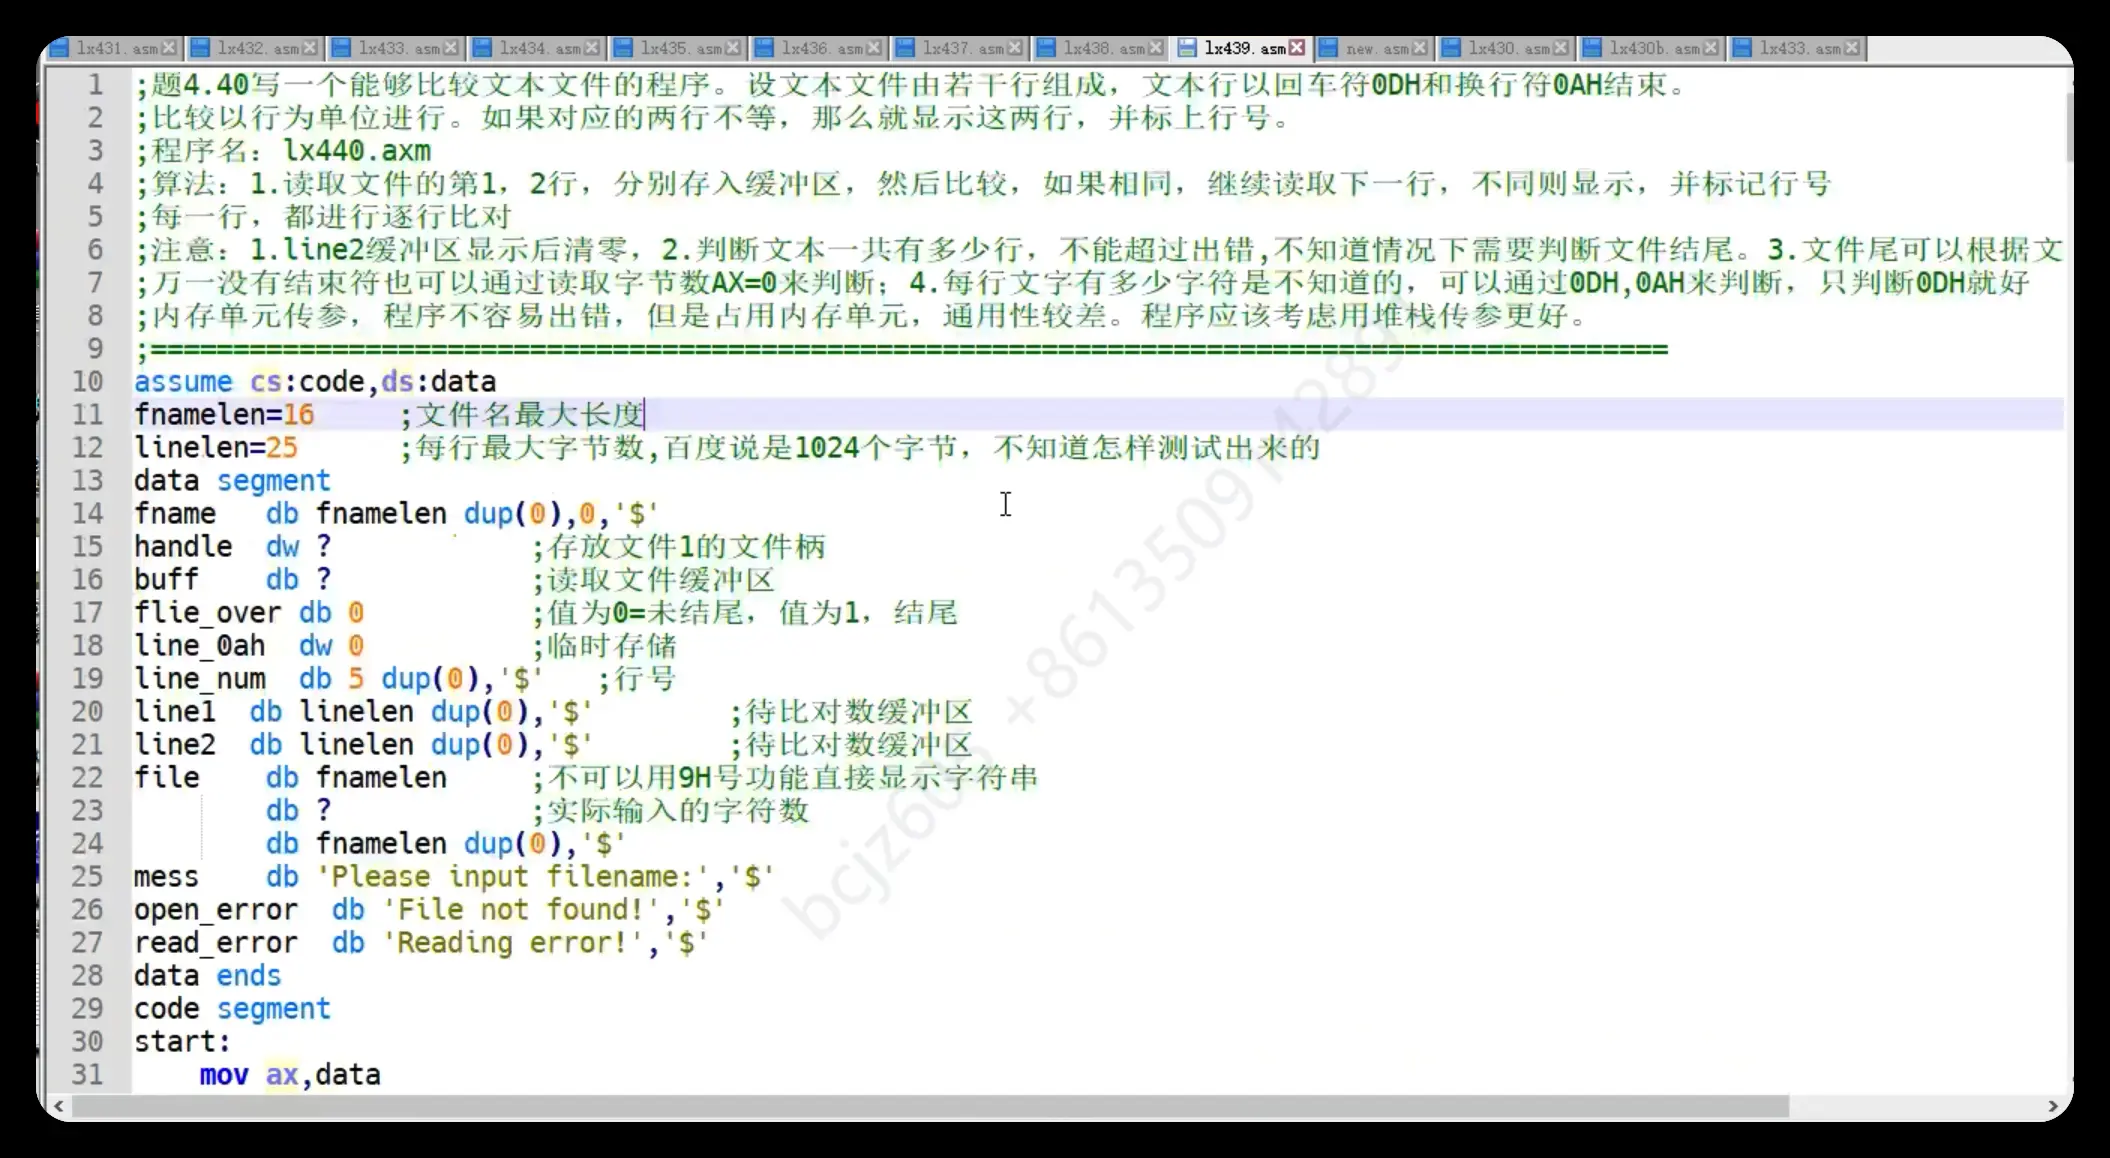 lx431.asm lx432.asm lx433.asm lx434.asm lx435.asm lx436.asm lx437.asm lx438.asm lx439.asm new.asm lx430.asm lx430b.asm lx433.asm
1 ;题4.40写一个能够比较文本文件的程序。设文本文件由若干行组成，文本行以回车符0DH和换行符0AH结束。
2 ;比较以行为单位进行。如果对应的两行不等，那么就显示这两行，并标上行号。
3 ;程序名：lx440.axm
4 ;算法：1.读取文件的第1，2行，分别存入缓冲区，然后比较，如果相同，继续读取下一行，不同则显示，并标记行号
5 ;每一行，都进行逐行比对
6 ;注意：1.line2缓冲区显示后清零，2.判断文本一共有多少行，不能超过出错,不知道情况下需要判断文件结尾。3.文件尾可以根据文
7 ;万一没有结束符也可以通过读取字节数AX=0来判断；4.每行文字有多少字符是不知道的，可以通过0DH,0AH来判断，只判断0DH就好
8 ;内存单元传参，程序不容易出错，但是占用内存单元，通用性较差。程序应该考虑用堆栈传参更好。
9 ;============================================================================================
10 assume cs:code,ds:data
11 fnamelen=16 ;文件名最大长度
12 linelen=25 ;每行最大字节数,百度说是1024个字节，不知道怎样测试出来的
13 data segment
14 fname db fnamelen dup(0),0,'$'
15 handle dw ? ;存放文件1的文件柄
16 buff db ? ;读取文件缓冲区
17 flie_over db 0 ;值为0=未结尾，值为1，结尾
18 line_0ah dw 0 ;临时存储
19 line_num db 5 dup(0),'$' ;行号
20 line1 db linelen dup(0),'$' ;待比对数缓冲区
21 line2 db linelen dup(0),'$' ;待比对数缓冲区
22 file db fnamelen ;不可以用9H号功能直接显示字符串
23 db ? ;实际输入的字符数
24 db fnamelen dup(0),'$'
25 mess db 'Please input filename:','$'
26 open_error db 'File not found!','$'
27 read_error db 'Reading error!','$'
28 data ends
29 code segment
30 start:
31 mov ax,data